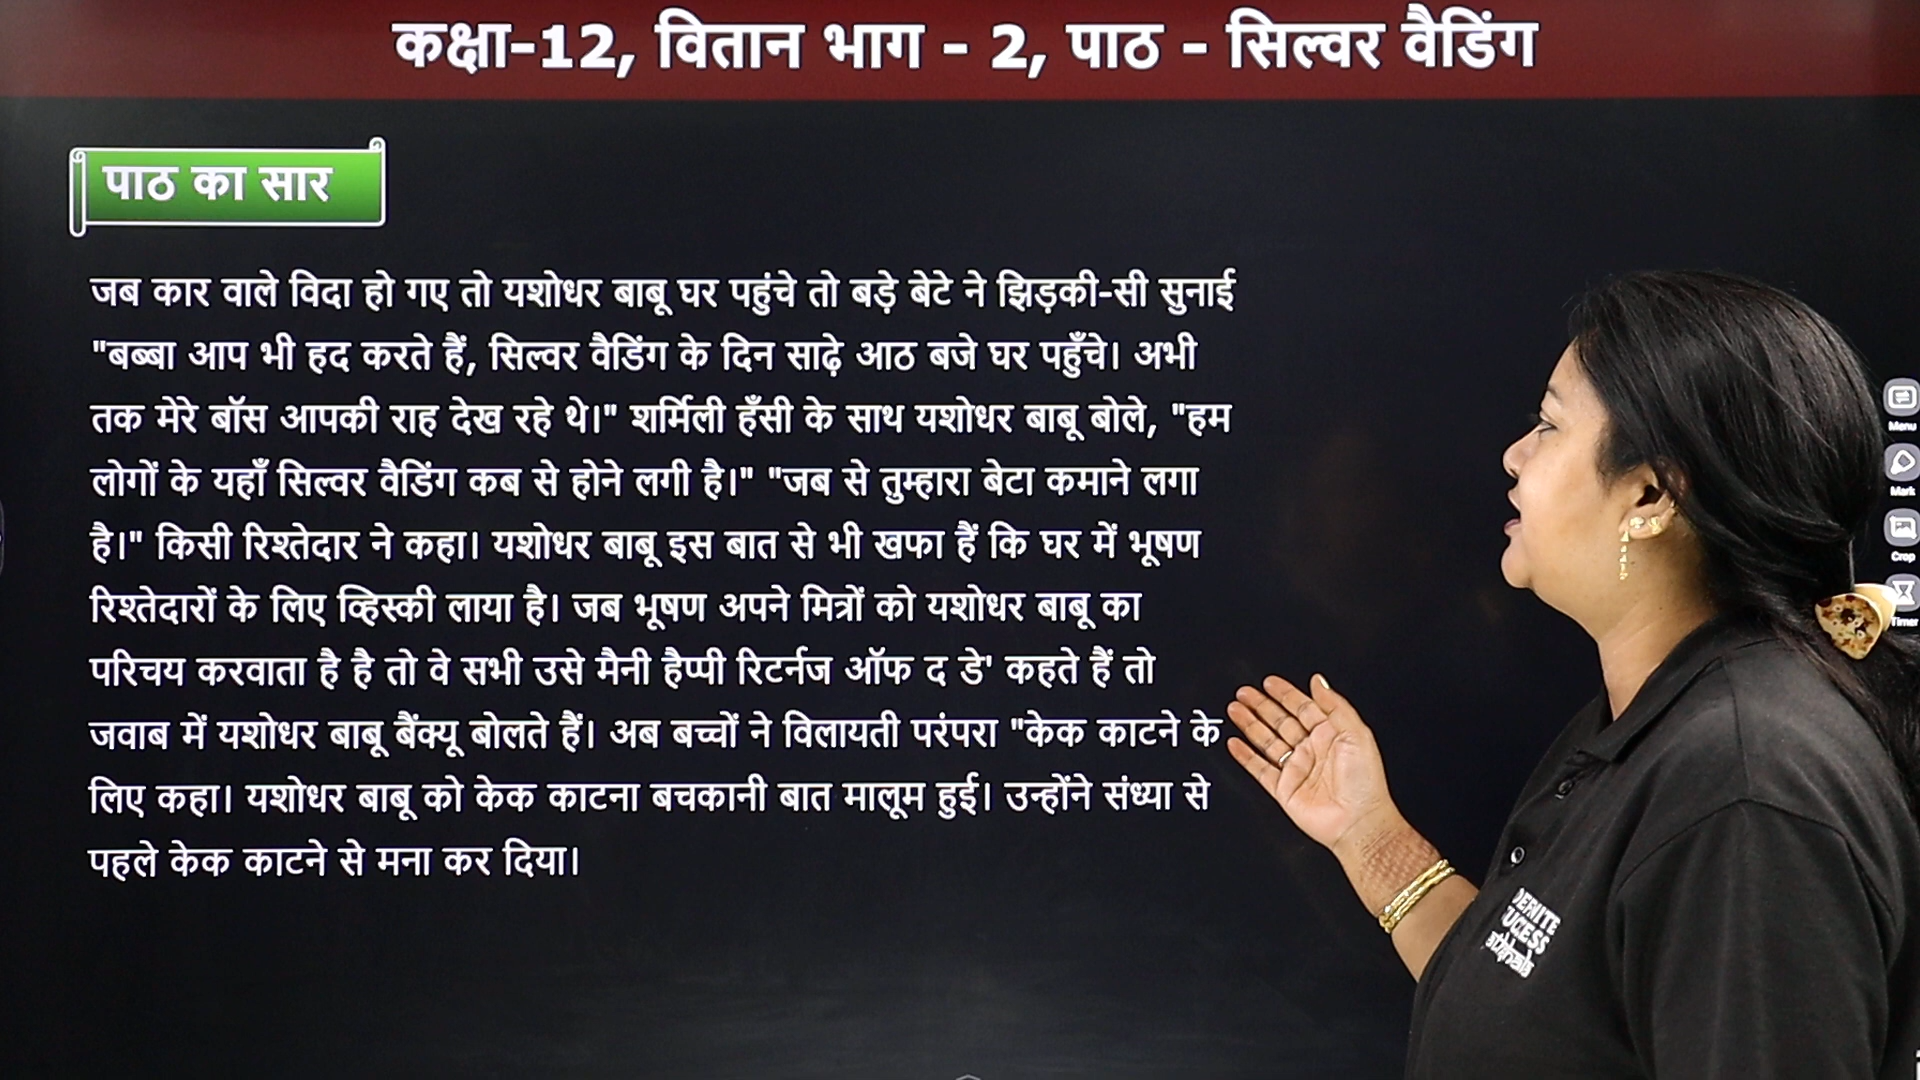 कक्षा-12, वितान भाग - 2, पाठ - सिल्वर वैडिंग
पाठ का सार
जब कार वाले विदा हो गए तो यशोधर बाबू घर पहुंचे तो बड़े बेटे ने झिड़की-सी सुनाई
"बब्बा आप भी हद करते हैं, सिल्वर वैडिंग के दिन साढ़े आठ बजे घर पहुँचे। अभी
तक मेरे बॉस आपकी राह देख रहे थे।" शर्मिली हँसी के साथ यशोधर बाबू बोले, "हम
लोगों के यहाँ सिल्वर वैडिंग कब से होने लगी है।" "जब से तुम्हारा बेटा कमाने लगा
है।" किसी रिश्तेदार ने कहा। यशोधर बाबू इस बात से भी खफा हैं कि घर में भूषण
रिश्तेदारों के लिए व्हिस्की लाया है। जब भूषण अपने मित्रों को यशोधर बाबू का
परिचय करवाता है है तो वे सभी उसे मैनी हैप्पी रिटर्नज ऑफ द डे' कहते हैं तो
जवाब में यशोधर बाबू बैंक्यू बोलते हैं। अब बच्चों ने विलायती परंपरा "केक काटने के
लिए कहा। यशोधर बाबू को केक काटना बचकानी बात मालूम हुई। उन्होंने संध्या से
पहले केक काटने से मना कर दिया।
Menu
Mark
Crop
Timer